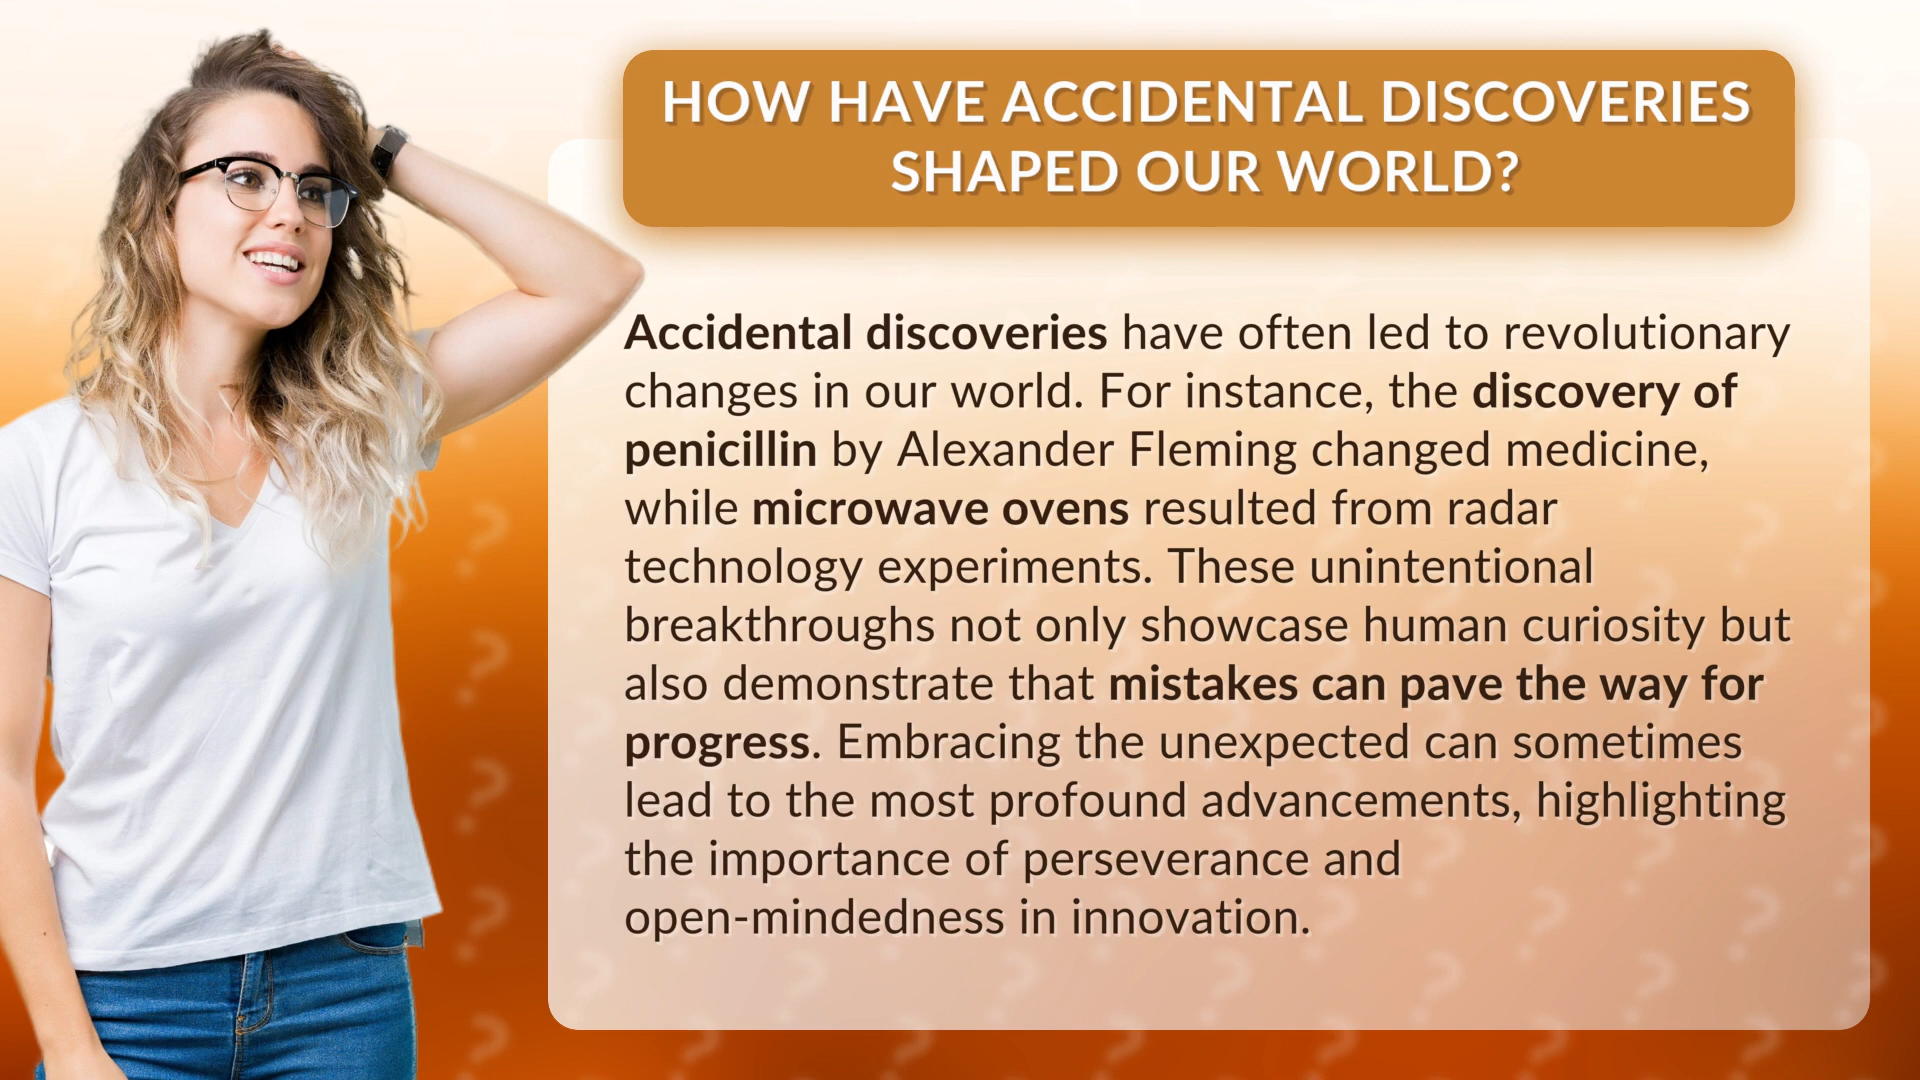 HOW HAVE ACCIDENTAL DISCOVERIES
SHAPED OUR WORLD?
Accidental discoveries have often led to revolutionary
changes in our world. For instance, the discovery of
penicillin by Alexander Fleming changed medicine,
while microwave ovens resulted from radar
technology experiments. These unintentional
breakthroughs not only showcase human curiosity but
also demonstrate that mistakes can pave the way for
progress. Embracing the unexpected can sometimes
lead to the most profound advancements, highlighting
the importance of perseverance and
open-mindedness in innovation.